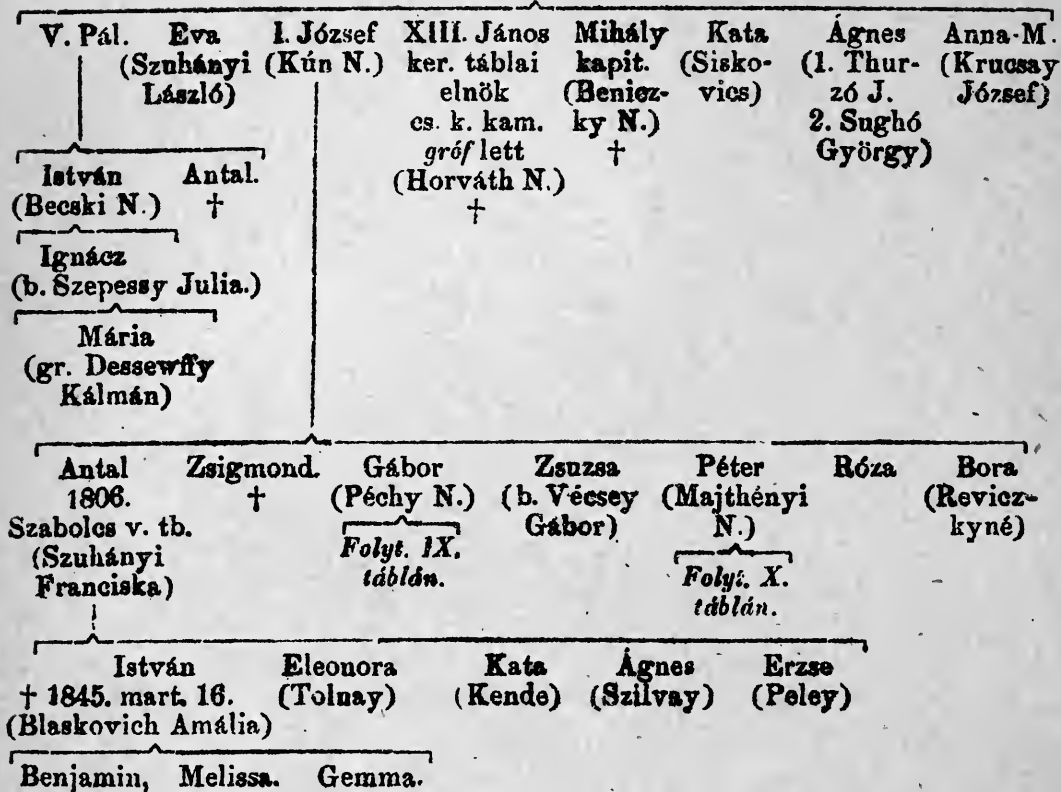 V. Pál. Eva I. József XIII. János Mihály Kata Ágnes Anna-M.
(Szuhányi (Kún N.) ker. táblai kapit. (Sisko- (1. Thur- (Krucsay
László) elnök (Benicz- vics) zó J. József)
cs. k. kam. ky N.) 2. Sughó
gróf lett † György)
István Antal. (Horváth N.)
(Becski N.) † †
Ignácz
(b. Szepessy Julia.)
Mária
(gr. Dessewffy
Kálmán)
Antal Zsigmond. Gábor Zsuzsa Péter Róza Bora
1806. † (Péchy N.) (b. Vécsey (Majthényi (Revicz-
Szabolcs v. tb. Gábor) N.) kyné)
(Szuhányi Folyt. IX.
Franciska) táblán. Folyt. X.
táblán.
István Eleonora Kata Ágnes Erzse
† 1845. mart. 16. (Tolnay) (Kende) (Szilvay) (Peley)
(Blaskovich Amália)
Benjamin, Melissa. Gemma.